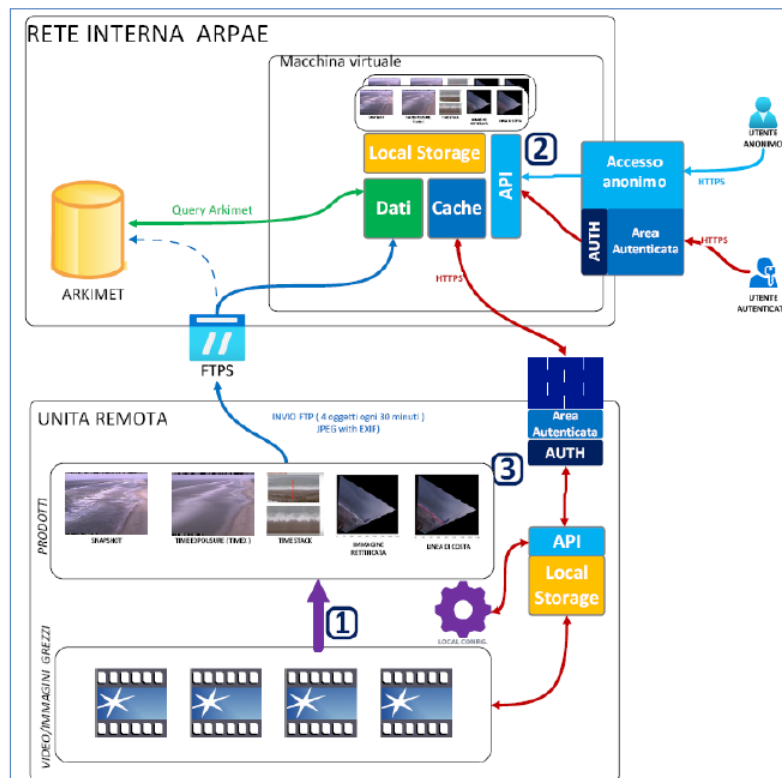 RETE INTERNA ARPAE
Macchina virtuale
Local Storage
2
API
Dati
Cache
Accesso
anonimo
AUTH
Area
Autenticata
UTENTE
ANONIMO
HTTPS
HTTPS
UTENTE
AUTENTICAT
Query Arkimet
ARKIMET
HTTPS
FTPS
UNITA REMOTA
INVIO FTP ( 4 oggetti ogni 30 minuti )
JPEG with EXIF)
Area
Autenticata
AUTH
3
PRODOTTI
SNAPSHOT
TIME EXPOLSURE (TIMEX )
TIMESTACK
IMMAGINE
RETTIFICATA
LINEA DI COSTA
API
Local
Storage
1
LOCAL CONFIG.
VIDEO/IMMAGINI GREZZI